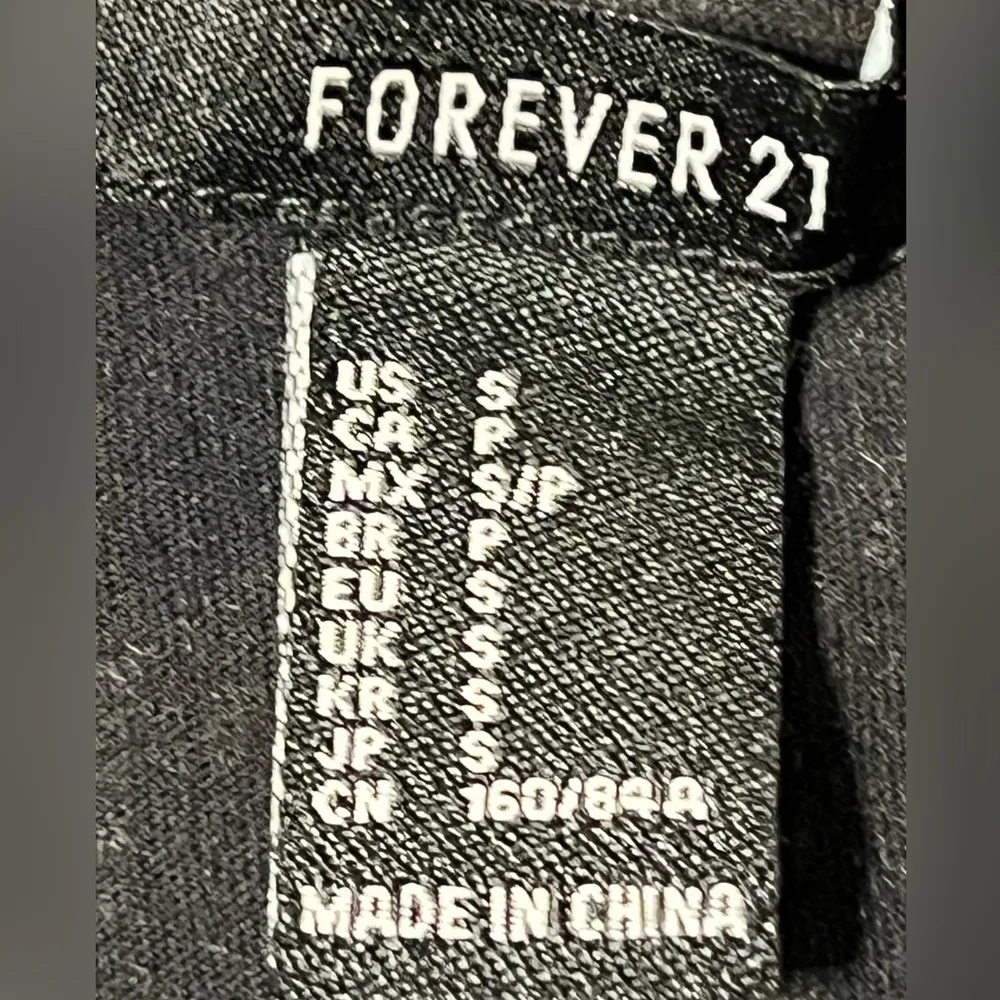 FOREVER 21
US S
CA P
MX S/P
BR P
EU S
UK S
KR S
JP S
CN 160/84A
MADE IN CHINA